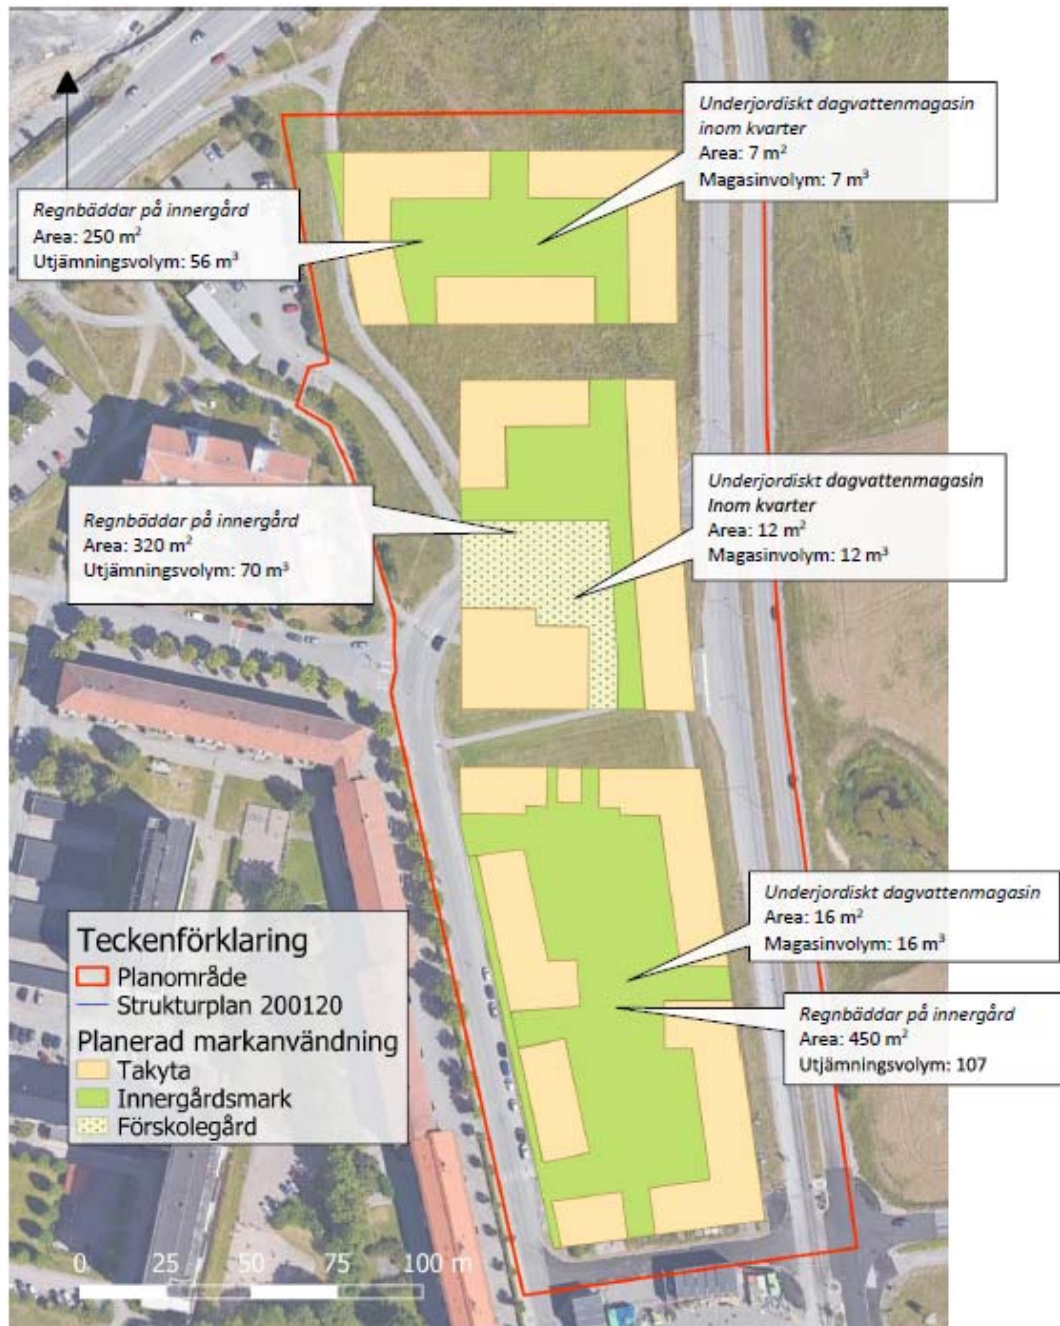 Underjordiskt dagvattenmagasin
inom kvarter
Area: 7 m²
Magasinvolym: 7 m³
Regnbäddar på innergård
Area: 250 m²
Utjämningsvolym: 56 m³
Underjordiskt dagvattenmagasin
Inom kvarter
Area: 12 m²
Magasinvolym: 12 m³
Regnbäddar på innergård
Area: 320 m²
Utjämningsvolym: 70 m³
Underjordiskt dagvattenmagasin
Area: 16 m²
Magasinvolym: 16 m³
Regnbäddar på innergård
Area: 450 m²
Utjämningsvolym: 107
Teckenförklaring
Planområde
Strukturplan 200120
Planerad markanvändning
Takyta
Innergårdsmark
Förskolegård
0 25 50 75 100 m